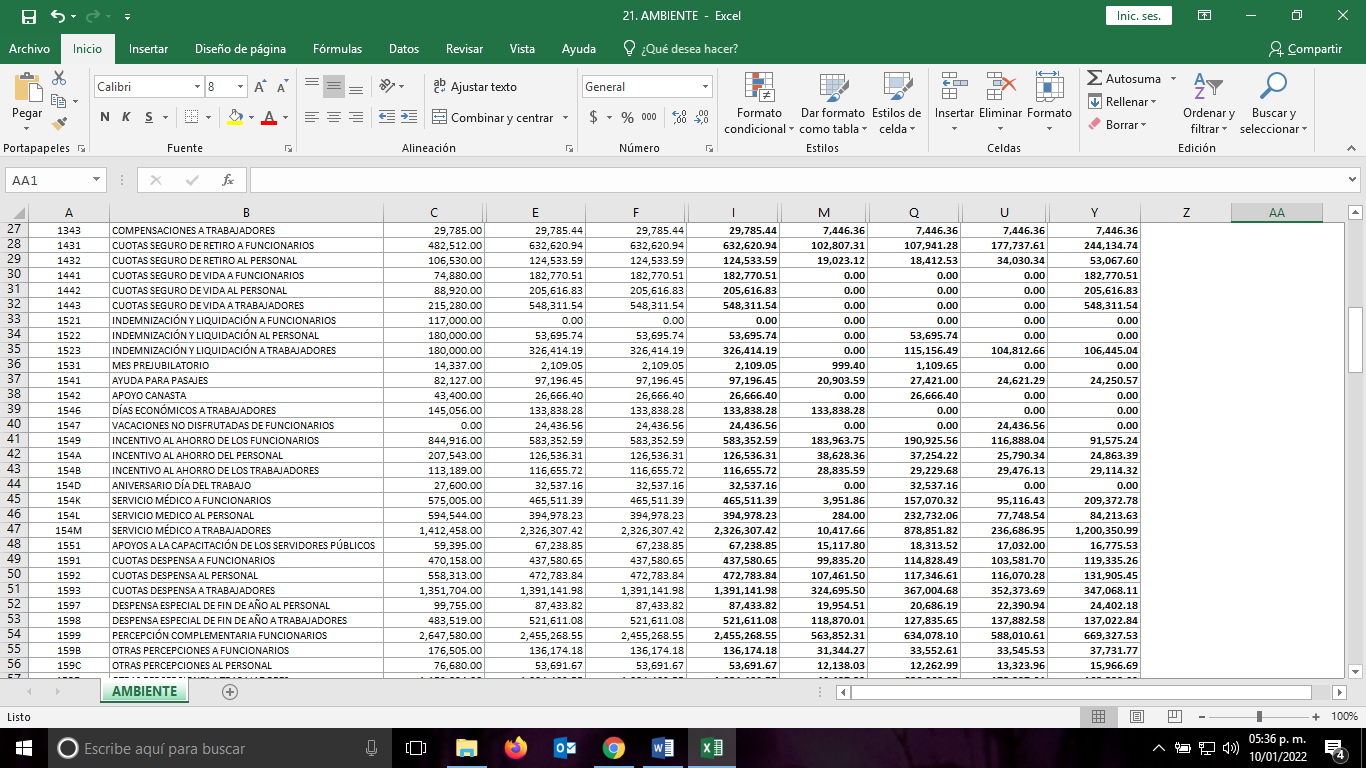 21. AMBIENTE - Excel
Inic. ses.
Archivo Inicio Insertar Diseño de página Fórmulas Datos Revisar Vista Ayuda ¿Qué desea hacer? Compartir
Pegar
Calibri 8
N K S
Ajustar texto
Combinar y centrar
General
$ % 000
Formato condicional
Dar formato como tabla
Estilos de celda
Insertar Eliminar Formato
Autosuma
Rellenar
Borrar
Ordenar y filtrar
Buscar y seleccionar
Portapapeles Fuente Alineación Número Estilos Celdas Edición
AA1 fx
A B C E F I M Q U Y Z AA
27 1343 COMPENSACIONES A TRABAJADORES 29,785.00 29,785.44 29,785.44 29,785.44 7,446.36 7,446.36 7,446.36 7,446.36
28 1431 CUOTAS SEGURO DE RETIRO A FUNCIONARIOS 482,512.00 632,620.94 632,620.94 632,620.94 102,807.31 107,941.28 177,737.61 244,134.74
29 1432 CUOTAS SEGURO DE RETIRO AL PERSONAL 106,530.00 124,533.59 124,533.59 124,533.59 19,023.12 18,412.53 34,030.34 53,067.60
30 1441 CUOTAS SEGURO DE VIDA A FUNCIONARIOS 74,880.00 182,770.51 182,770.51 182,770.51 0.00 0.00 0.00 182,770.51
31 1442 CUOTAS SEGURO DE VIDA AL PERSONAL 88,920.00 205,616.83 205,616.83 205,616.83 0.00 0.00 0.00 205,616.83
32 1443 CUOTAS SEGURO DE VIDA A TRABAJADORES 215,280.00 548,311.54 548,311.54 548,311.54 0.00 0.00 0.00 548,311.54
33 1521 INDEMNIZACIÓN Y LIQUIDACIÓN A FUNCIONARIOS 117,000.00 0.00 0.00 0.00 0.00 0.00 0.00 0.00
34 1522 INDEMNIZACIÓN Y LIQUIDACIÓN AL PERSONAL 180,000.00 53,695.74 53,695.74 53,695.74 0.00 53,695.74 0.00 0.00
35 1523 INDEMNIZACIÓN Y LIQUIDACIÓN A TRABAJADORES 180,000.00 326,414.19 326,414.19 326,414.19 0.00 115,156.49 104,812.66 106,445.04
36 1531 MES PREJUBILATORIO 14,337.00 2,109.05 2,109.05 2,109.05 999.40 1,109.65 0.00 0.00
37 1541 AYUDA PARA PASAJES 82,127.00 97,196.45 97,196.45 97,196.45 20,903.59 27,421.00 24,621.29 24,250.57
38 1542 APOYO CANASTA 43,400.00 26,666.40 26,666.40 26,666.40 0.00 26,666.40 0.00 0.00
39 1546 DÍAS ECONÓMICOS A TRABAJADORES 145,056.00 133,838.28 133,838.28 133,838.28 133,838.28 0.00 0.00 0.00
40 1547 VACACIONES NO DISFRUTADAS DE FUNCIONARIOS 0.00 24,436.56 24,436.56 24,436.56 0.00 0.00 24,436.56 0.00
41 1549 INCENTIVO AL AHORRO DE LOS FUNCIONARIOS 844,916.00 583,352.59 583,352.59 583,352.59 183,963.75 190,925.56 116,888.04 91,575.24
42 154A INCENTIVO AL AHORRO DEL PERSONAL 207,543.00 126,536.31 126,536.31 126,536.31 38,628.36 37,254.22 25,790.34 24,863.39
43 154B INCENTIVO AL AHORRO DE LOS TRABAJADORES 113,189.00 116,655.72 116,655.72 116,655.72 28,835.59 29,229.68 29,476.13 29,114.32
44 154D ANIVERSARIO DÍA DEL TRABAJO 27,600.00 32,537.16 32,537.16 32,537.16 0.00 32,537.16 0.00 0.00
45 154K SERVICIO MÉDICO A FUNCIONARIOS 575,005.00 465,511.39 465,511.39 465,511.39 3,951.86 157,070.32 95,116.43 209,372.78
46 154L SERVICIO MEDICO AL PERSONAL 594,544.00 394,978.23 394,978.23 394,978.23 284.00 232,732.06 77,748.54 84,213.63
47 154M SERVICIO MÉDICO A TRABAJADORES 1,412,458.00 2,326,307.42 2,326,307.42 2,326,307.42 10,417.66 878,851.82 236,686.95 1,200,350.99
48 1551 APOYOS A LA CAPACITACIÓN DE LOS SERVIDORES PÚBLICOS 59,395.00 67,238.85 67,238.85 67,238.85 15,117.80 18,313.52 17,032.00 16,775.53
49 1591 CUOTAS DESPENSA A FUNCIONARIOS 470,158.00 437,580.65 437,580.65 437,580.65 99,835.20 114,828.49 103,581.70 119,335.26
50 1592 CUOTAS DESPENSA AL PERSONAL 558,313.00 472,783.84 472,783.84 472,783.84 107,461.50 117,346.61 116,070.28 131,905.45
51 1593 CUOTAS DESPENSA A TRABAJADORES 1,351,704.00 1,391,141.98 1,391,141.98 1,391,141.98 324,695.50 367,004.68 352,373.69 347,068.11
52 1597 DESPENSA ESPECIAL DE FIN DE AÑO AL PERSONAL 99,755.00 87,433.82 87,433.82 87,433.82 19,954.51 20,686.19 22,390.94 24,402.18
53 1598 DESPENSA ESPECIAL DE FIN DE AÑO A TRABAJADORES 483,519.00 521,611.08 521,611.08 521,611.08 118,870.01 127,835.65 137,882.58 137,022.84
54 1599 PERCEPCIÓN COMPLEMENTARIA FUNCIONARIOS 2,647,580.00 2,455,268.55 2,455,268.55 2,455,268.55 563,852.31 634,078.10 588,010.61 669,327.53
55 159B OTRAS PERCEPCIONES A FUNCIONARIOS 176,505.00 136,174.18 136,174.18 136,174.18 31,344.27 33,552.61 33,545.53 37,731.77
56 159C OTRAS PERCEPCIONES AL PERSONAL 76,680.00 53,691.67 53,691.67 53,691.67 12,138.03 12,262.99 13,323.96 15,966.69
AMBIENTE
Listo 100%
Escribe aquí para buscar
05:36 p. m.
10/01/2022
4